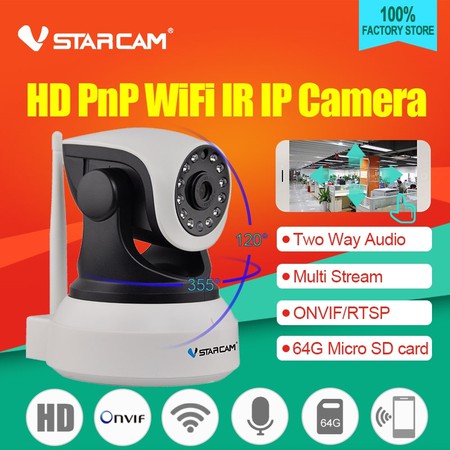 VSTARCAM®
100%
FACTORY STORE
HD PnP WiFi IR IP Camera
120°
355°
Two Way Audio
Multi Stream
ONVIF/RTSP
64G Micro SD card
VSTARCAM
HD
ONVIF
64G